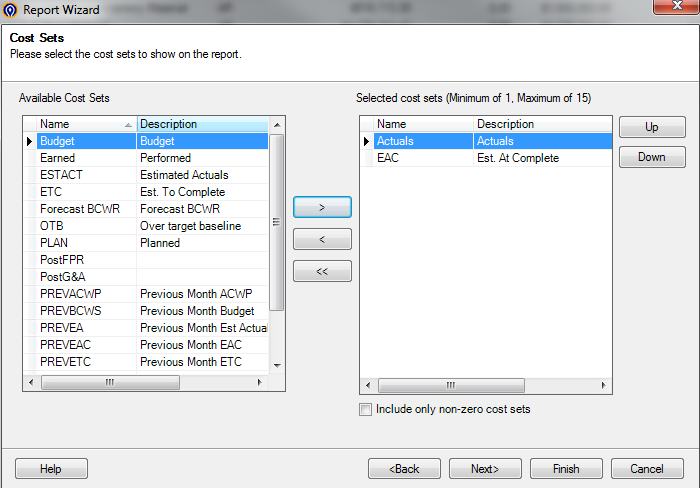 Report Wizard
Cost Sets
Please select the cost sets to show on the report.
Available Cost Sets
Name Description
Budget Budget
Earned Performed
ESTACT Estimated Actuals
ETC Est. To Complete
Forecast BCWR Forecast BCWR
OTB Over target baseline
PLAN Planned
PostFPR
PostG&A
PREVACWP Previous Month ACWP
PREVBCWS Previous Month Budget
PREVEA Previous Month Est Actua
PREVEAC Previous Month EAC
PREVETC Previous Month ETC
>
<
<<
Selected cost sets (Minimum of 1, Maximum of 15)
Name Description
Actuals Actuals
EAC Est. At Complete
Up
Down
Include only non-zero cost sets
Help
<Back
Next>
Finish
Cancel